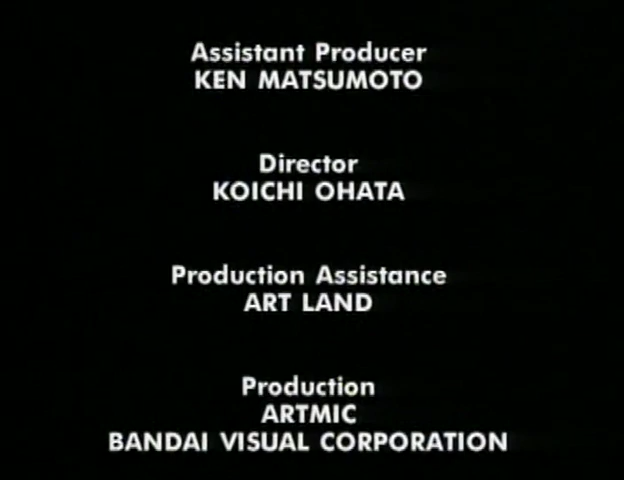 Assistant Producer
KEN MATSUMOTO
Director
KOICHI OHATA
Production Assistance
ART LAND
Production
ARTMIC
BANDAI VISUAL CORPORATION